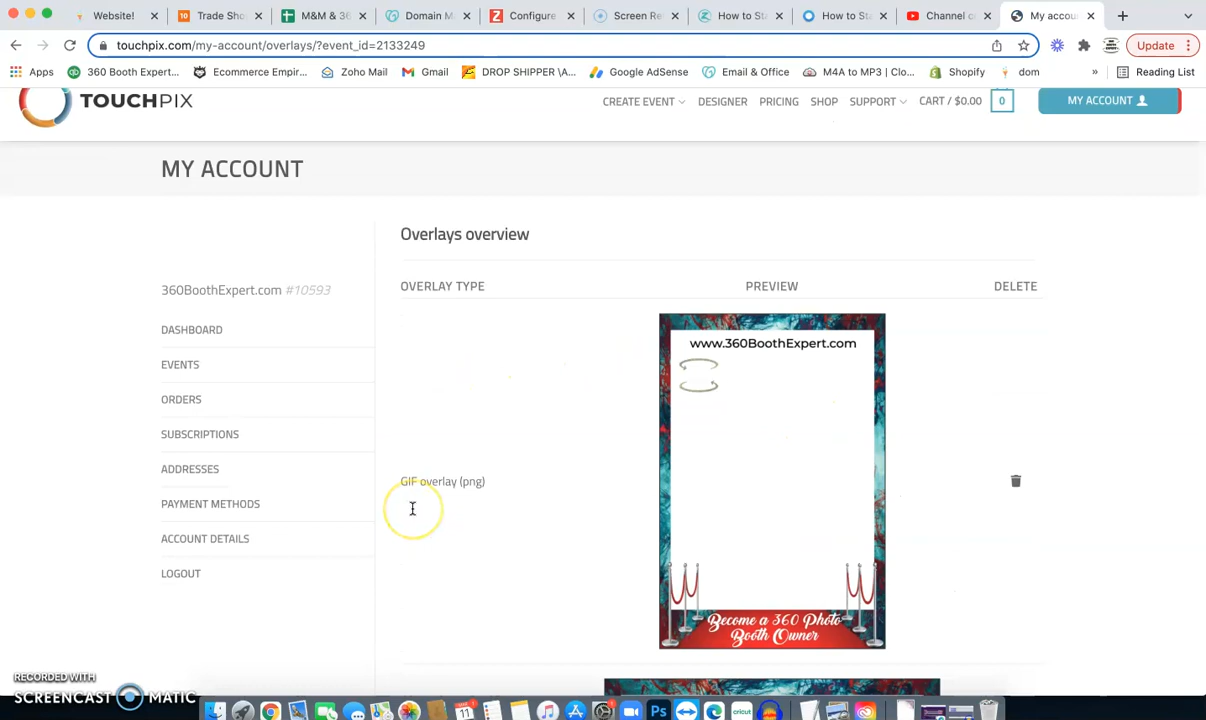 Website!
Trade Sho
M&M & 36
Domain M
Configure
Screen Re
How to Sta
How to Sta
Channel c
My accou
touchpix.com/my-account/overlays/?event_id=2133249
Update
Apps
360 Booth Expert...
Ecommerce Empir...
Zoho Mail
Gmail
DROP SHIPPER \A...
Google AdSense
Email & Office
M4A to MP3 | Clo...
Shopify
dom
»
Reading List
TOUCHPIX
CREATE EVENT
DESIGNER
PRICING
SHOP
SUPPORT
CART / $0.00
0
MY ACCOUNT
MY ACCOUNT
Overlays overview
OVERLAY TYPE
PREVIEW
DELETE
360BoothExpert.com #10593
DASHBOARD
EVENTS
ORDERS
SUBSCRIPTIONS
ADDRESSES
PAYMENT METHODS
ACCOUNT DETAILS
LOGOUT
GIF overlay (png)
www.360BoothExpert.com
Become a 360 Photo
Booth Owner
RECORDED WITH
SCREENCAST MATIC
11
Ps
cricut